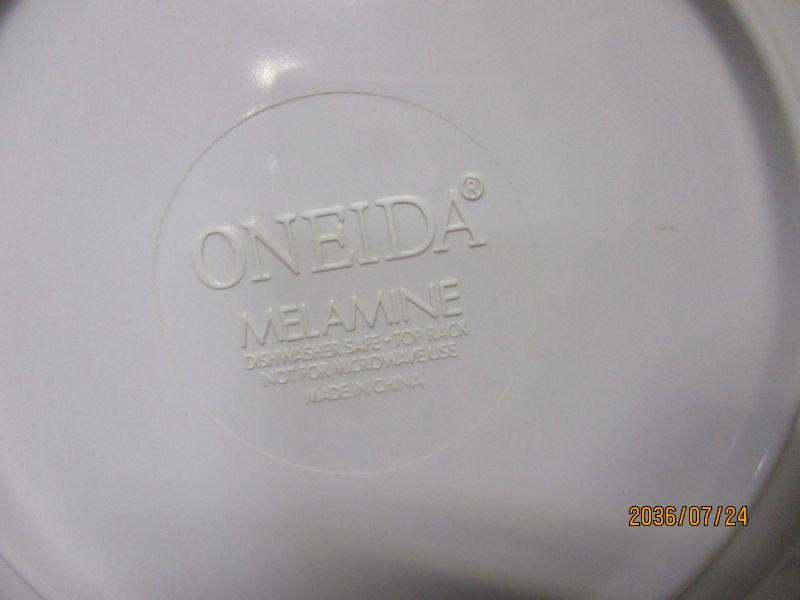 ONEIDA®
MELAMINE
DISHWASHER SAFE - TOP RACK
NOT FOR MICROWAVE USE
MADE IN CHINA
2036/07/24